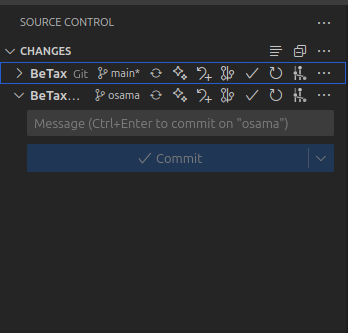 SOURCE CONTROL
CHANGES
BeTax Git main*
BeTax... osama
Message (Ctrl+Enter to commit on "osama")
Commit